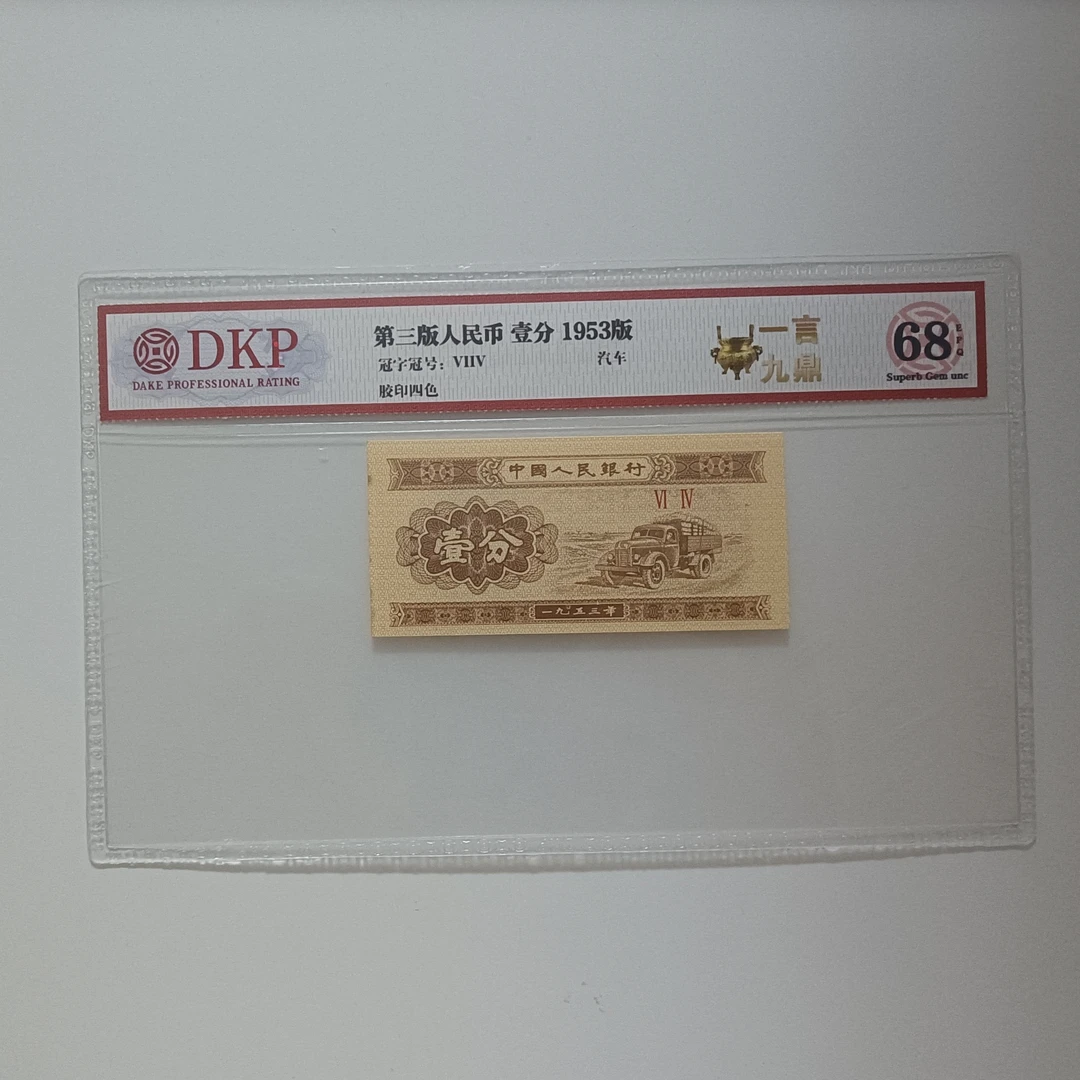 DKP
DAKE PROFESSIONAL RATING
第三版人民币 壹分 1953版
冠字冠号：VIIV 汽车
胶印四色
一言
九鼎
68
EPQ
Superb Gem unc
中國人民銀行
VI IV
壹分
一九五三年